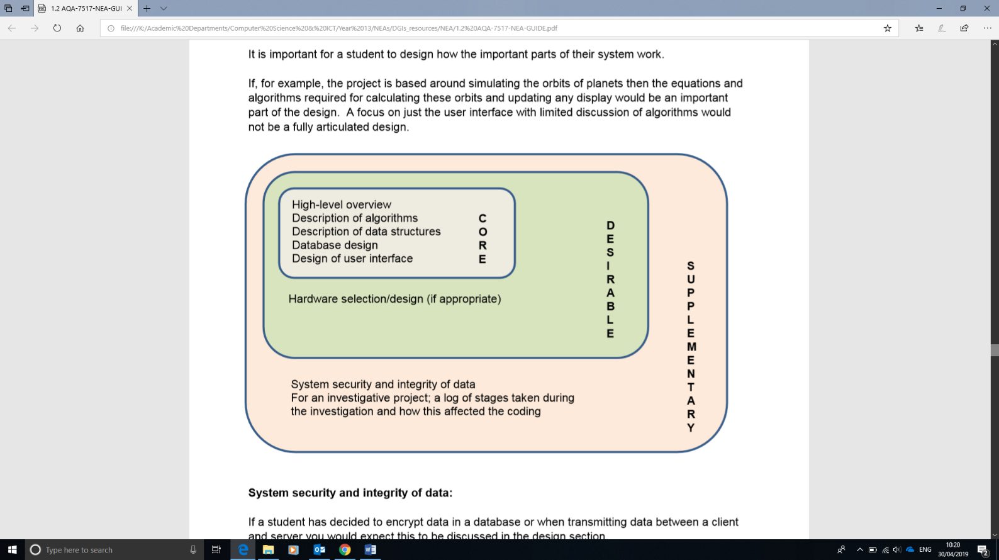 1.2 AQA-7517-NEA-GUI
file:///K:/Academic%20Departments/Computer%20Science%20&%20ICT/Year%2013/NEAs/DGIs_resources/NEA/1.2%20AQA-7517-NEA-GUIDE.pdf
It is important for a student to design how the important parts of their system work.
If, for example, the project is based around simulating the orbits of planets then the equations and
algorithms required for calculating these orbits and updating any display would be an important
part of the design. A focus on just the user interface with limited discussion of algorithms would
not be a fully articulated design.
High-level overview
Description of algorithms
Description of data structures
Database design
Design of user interface
CORE
Hardware selection/design (if appropriate)
DESIRABLE
System security and integrity of data
For an investigative project; a log of stages taken during
the investigation and how this affected the coding
SUPPLEMENTARY
System security and integrity of data:
If a student has decided to encrypt data in a database or when transmitting data between a client
and server you would expect this to be discussed in the design section
Type here to search
ENG
10:20
30/04/2019
2